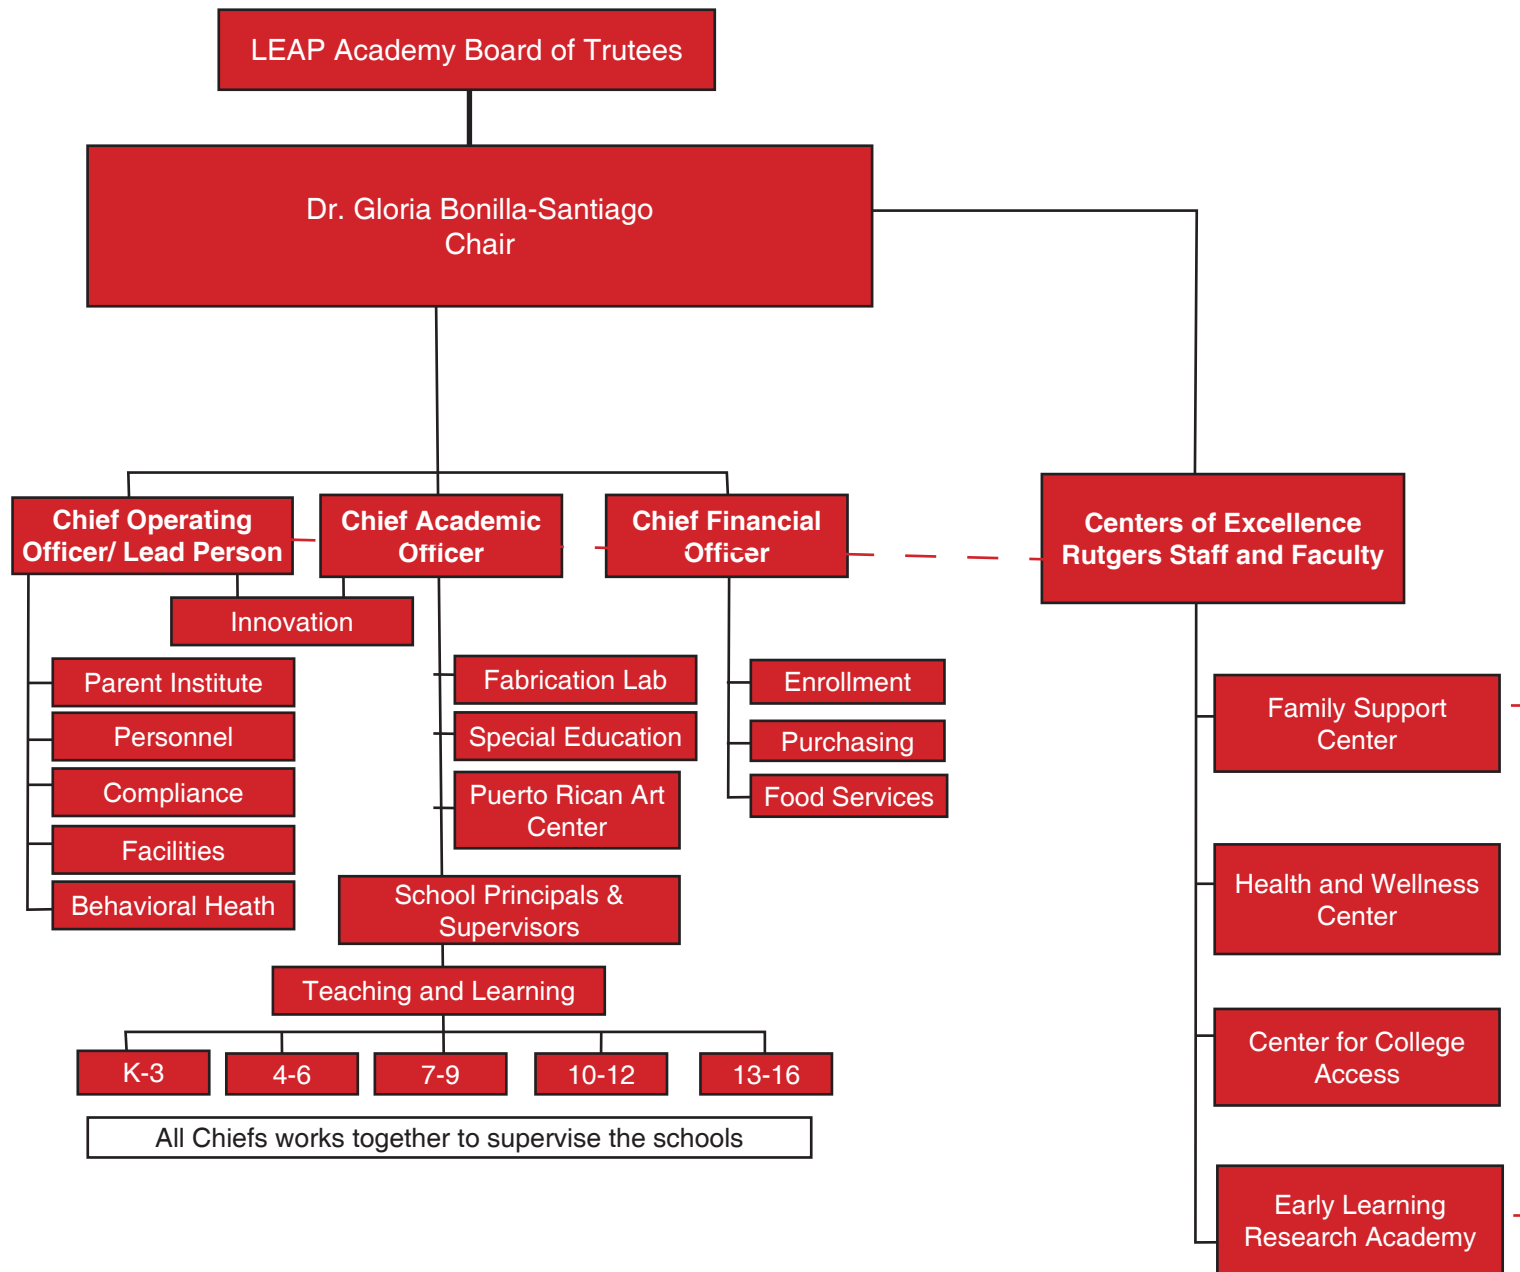 LEAP Academy Board of Trutees
Dr. Gloria Bonilla-Santiago
Chair
Chief Operating
Officer/ Lead Person
Chief Academic
Officer
Chief Financial
Officer
Centers of Excellence
Rutgers Staff and Faculty
Innovation
Parent Institute
Personnel
Compliance
Facilities
Behavioral Heath
Fabrication Lab
Special Education
Puerto Rican Art
Center
Enrollment
Purchasing
Food Services
School Principals &
Supervisors
Teaching and Learning
K-3
4-6
7-9
10-12
13-16
All Chiefs works together to supervise the schools
Family Support
Center
Health and Wellness
Center
Center for College
Access
Early Learning
Research Academy